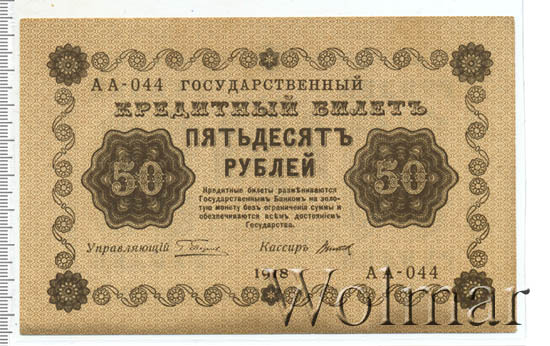 АА-044 ГОСУДАРСТВЕННЫЙ
КРЕДИТНЫЙ БИЛЕТЪ
ПЯТЬДЕСЯТЪ
РУБЛЕЙ
50
50
Кредитные билеты размѣниваются
Государственнымъ Банкомъ на золо-
тую монету безъ ограниченія суммы и
обезпечиваются всѣмъ достояніемъ
Государства.
Управляющій
Кассиръ
1918
АА-044
Wolmar